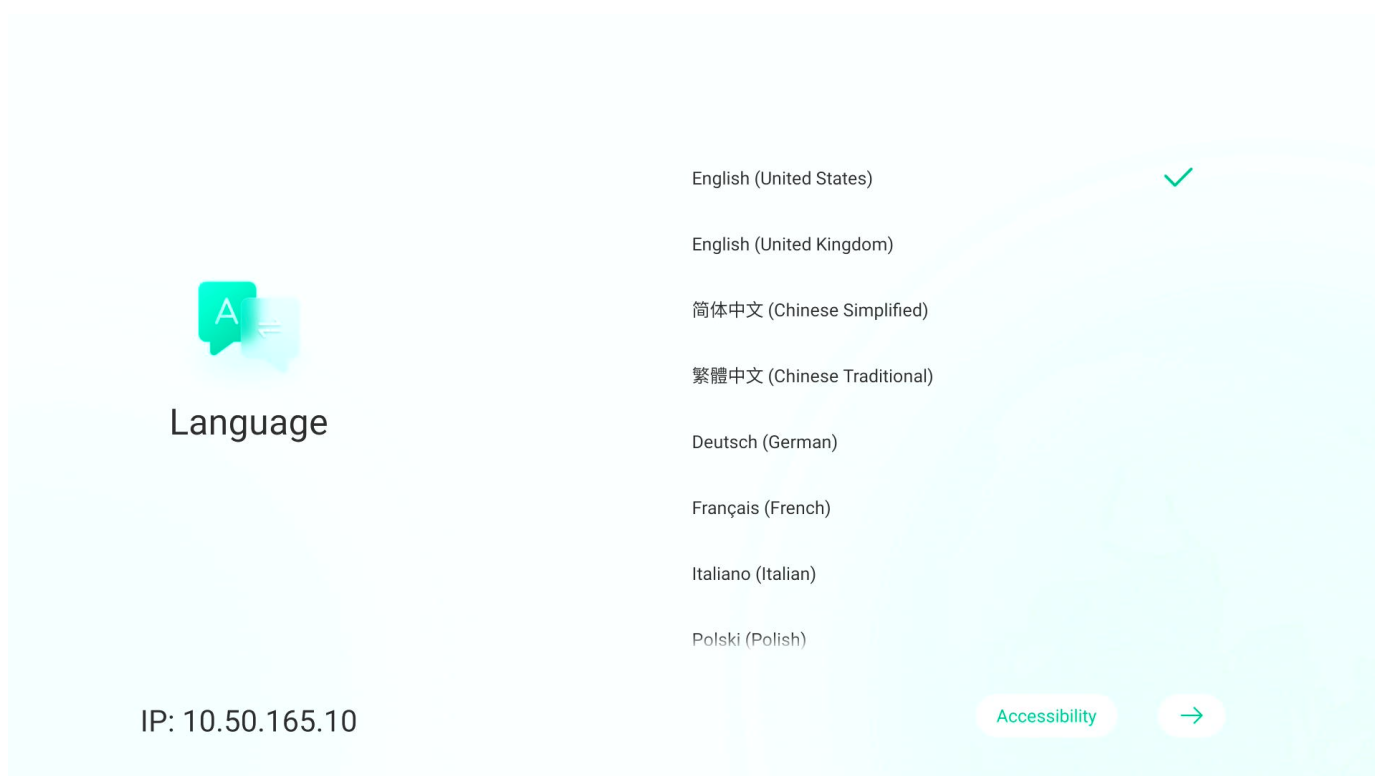 English (United States)
English (United Kingdom)
简体中文 (Chinese Simplified)
繁體中文 (Chinese Traditional)
Deutsch (German)
Français (French)
Italiano (Italian)
Polski (Polish)
A
Language
IP: 10.50.165.10
Accessibility